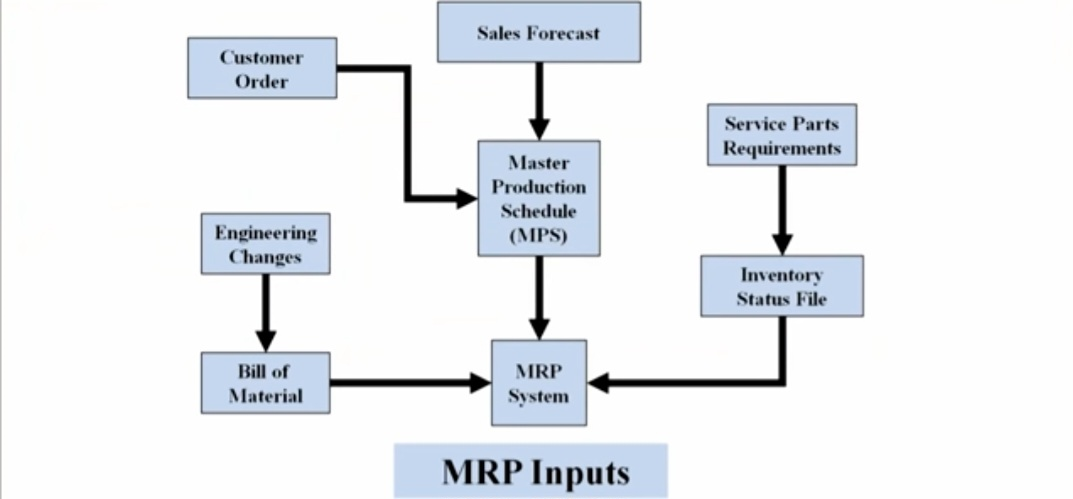 Sales Forecast
Customer
Order
Service Parts
Requirements
Master
Production
Schedule
(MPS)
Engineering
Changes
Inventory
Status File
Bill of
Material
MRP
System
MRP Inputs